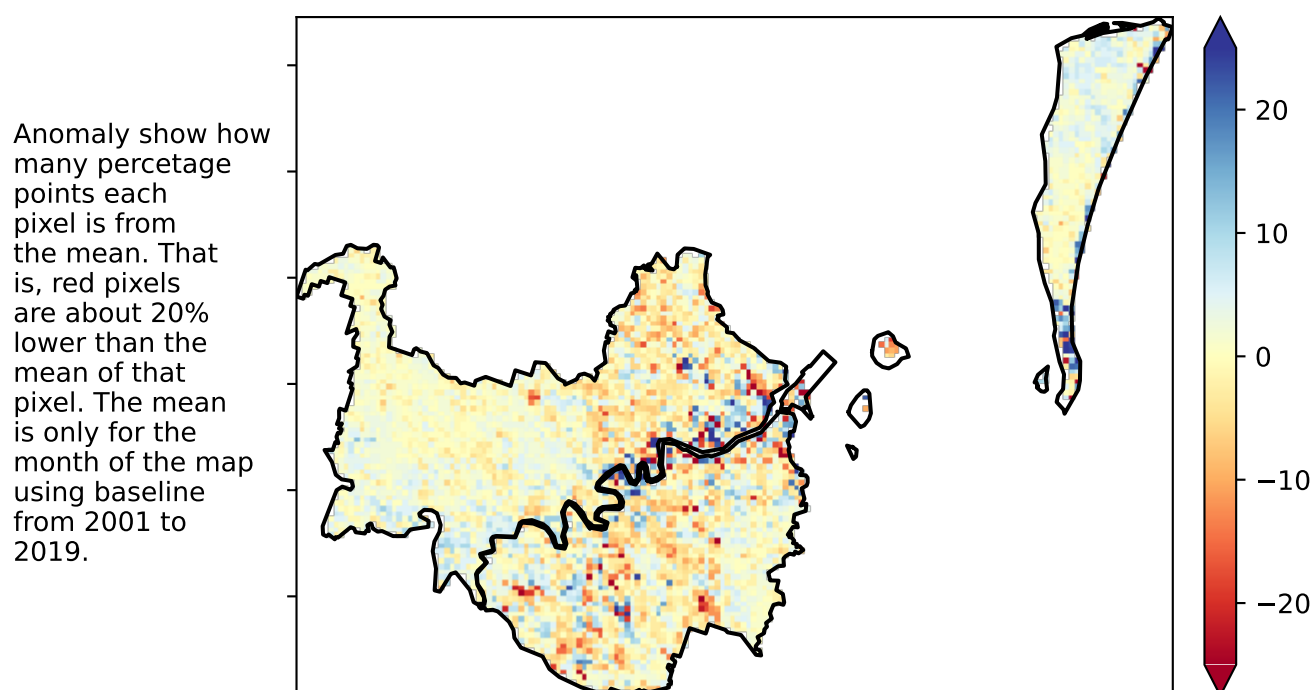 Anomaly show how
many percetage
points each
pixel is from
the mean. That
is, red pixels
are about 20%
lower than the
mean of that
pixel. The mean
is only for the
month of the map
using baseline
from 2001 to
2019.
20
10
0
−10
−20